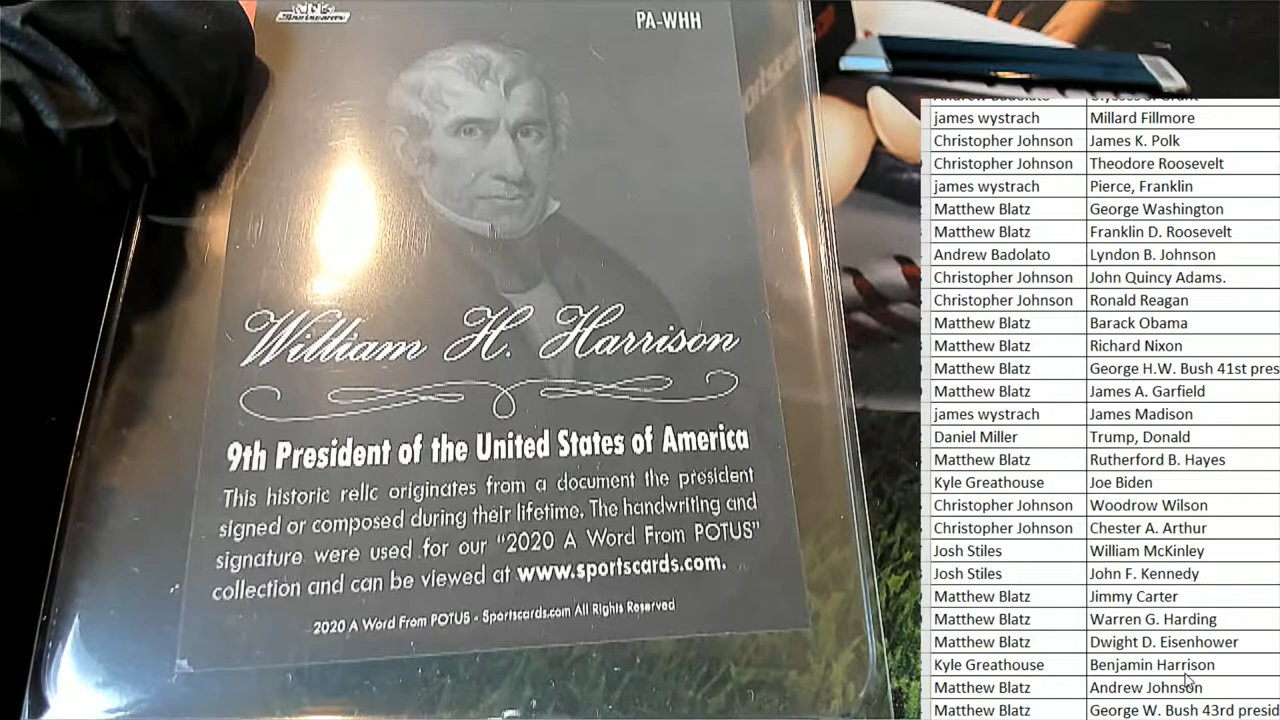 Sportscards
PA-WHH
William H. Harrison
9th President of the United States of America
This historic relic originates from a document the president
signed or composed during their lifetime. The handwriting and
signature were used for our "2020 A Word From POTUS"
collection and can be viewed at www.sportscards.com.
2020 A Word From POTUS - Sportscards.com All Rights Reserved
Andrew Badolato Ulysses S. Grant
james wystrach Millard Fillmore
Christopher Johnson James K. Polk
Christopher Johnson Theodore Roosevelt
james wystrach Pierce, Franklin
Matthew Blatz George Washington
Matthew Blatz Franklin D. Roosevelt
Andrew Badolato Lyndon B. Johnson
Christopher Johnson John Quincy Adams.
Christopher Johnson Ronald Reagan
Matthew Blatz Barack Obama
Matthew Blatz Richard Nixon
Matthew Blatz George H.W. Bush 41st pres
Matthew Blatz James A. Garfield
james wystrach James Madison
Daniel Miller Trump, Donald
Matthew Blatz Rutherford B. Hayes
Kyle Greathouse Joe Biden
Christopher Johnson Woodrow Wilson
Christopher Johnson Chester A. Arthur
Josh Stiles William McKinley
Josh Stiles John F. Kennedy
Matthew Blatz Jimmy Carter
Matthew Blatz Warren G. Harding
Matthew Blatz Dwight D. Eisenhower
Kyle Greathouse Benjamin Harrison
Matthew Blatz Andrew Johnson
Matthew Blatz George W. Bush 43rd presid